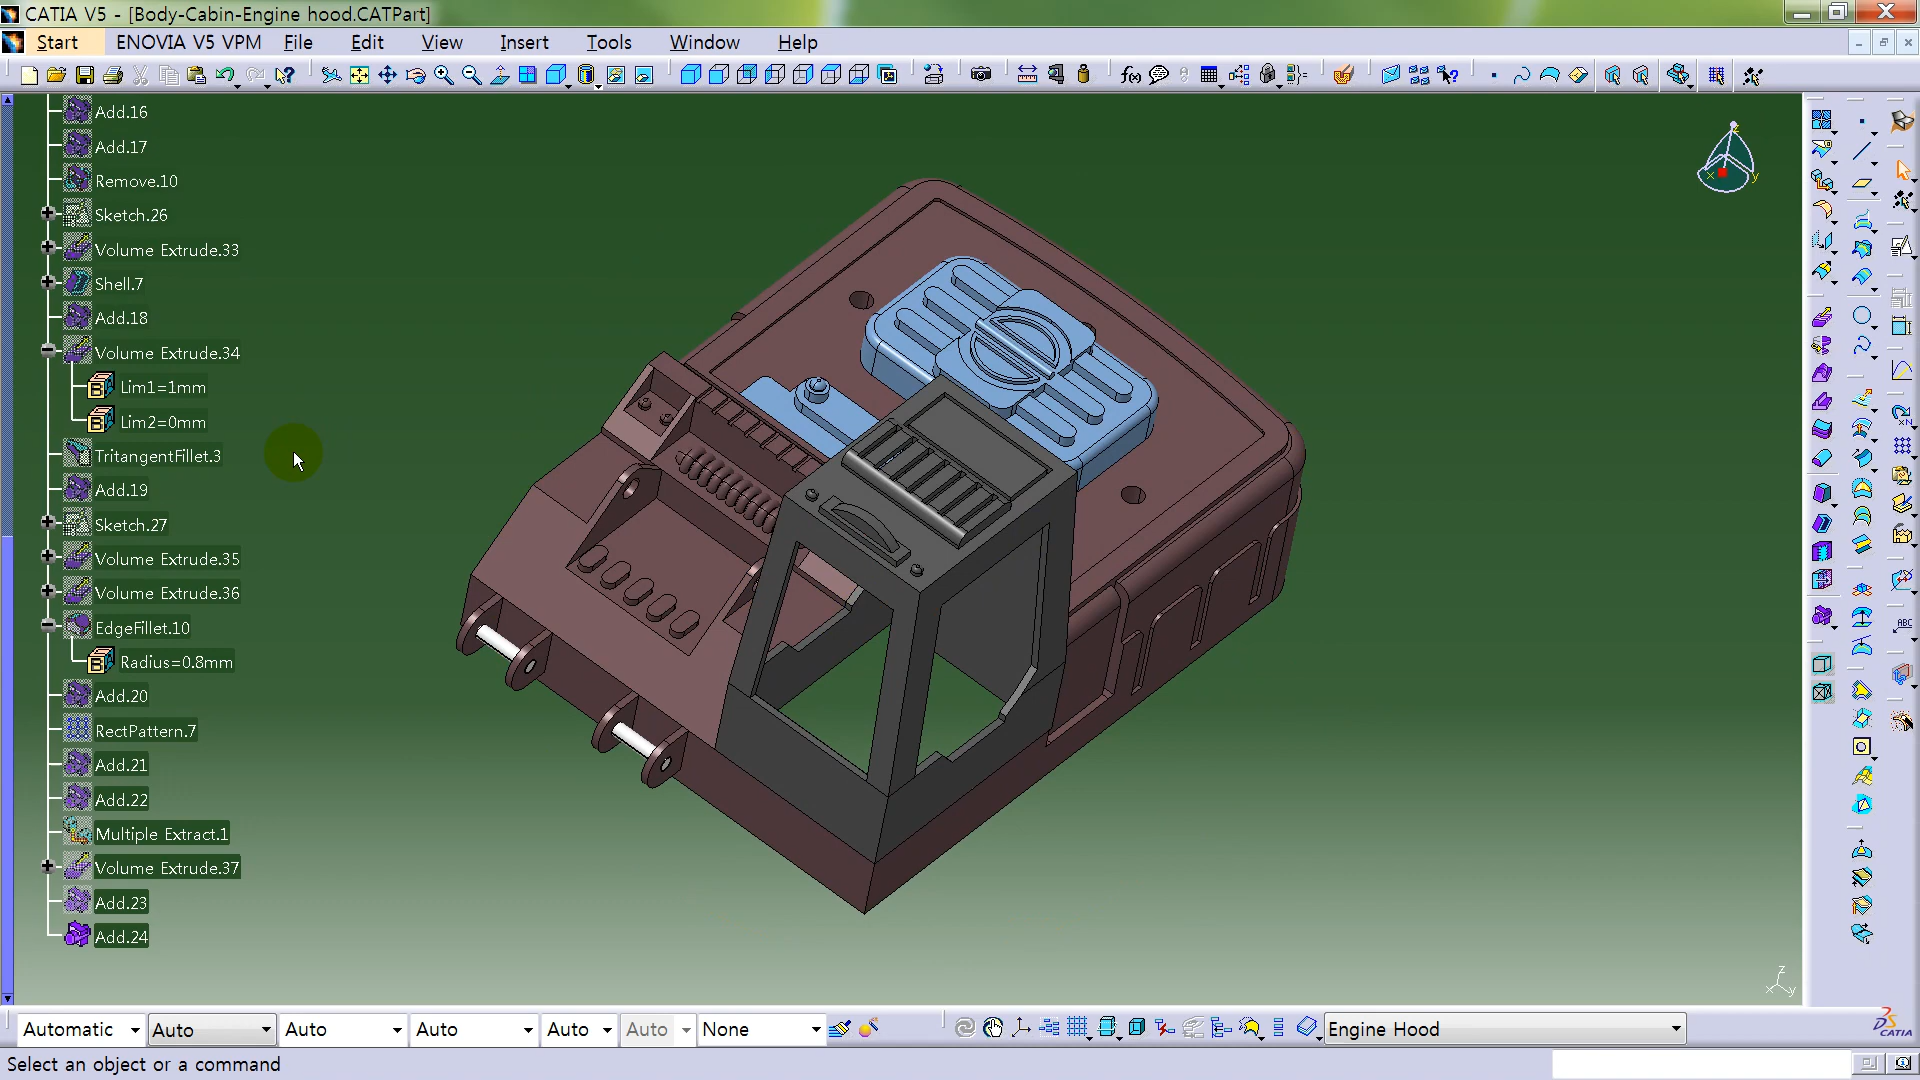 CATIA V5 - [Body-Cabin-Engine hood.CATPart]
Start ENOVIA V5 VPM File Edit View Insert Tools Window Help
Add.16
Add.17
Remove.10
Sketch.26
Volume Extrude.33
Shell.7
Add.18
Volume Extrude.34
Lim1=1mm
Lim2=0mm
TritangentFillet.3
Add.19
Sketch.27
Volume Extrude.35
Volume Extrude.36
EdgeFillet.10
Radius=0.8mm
Add.20
RectPattern.7
Add.21
Add.22
Multiple Extract.1
Volume Extrude.37
Add.23
Add.24
Automatic Auto Auto Auto Auto Auto None Engine Hood
CATIA
Select an object or a command